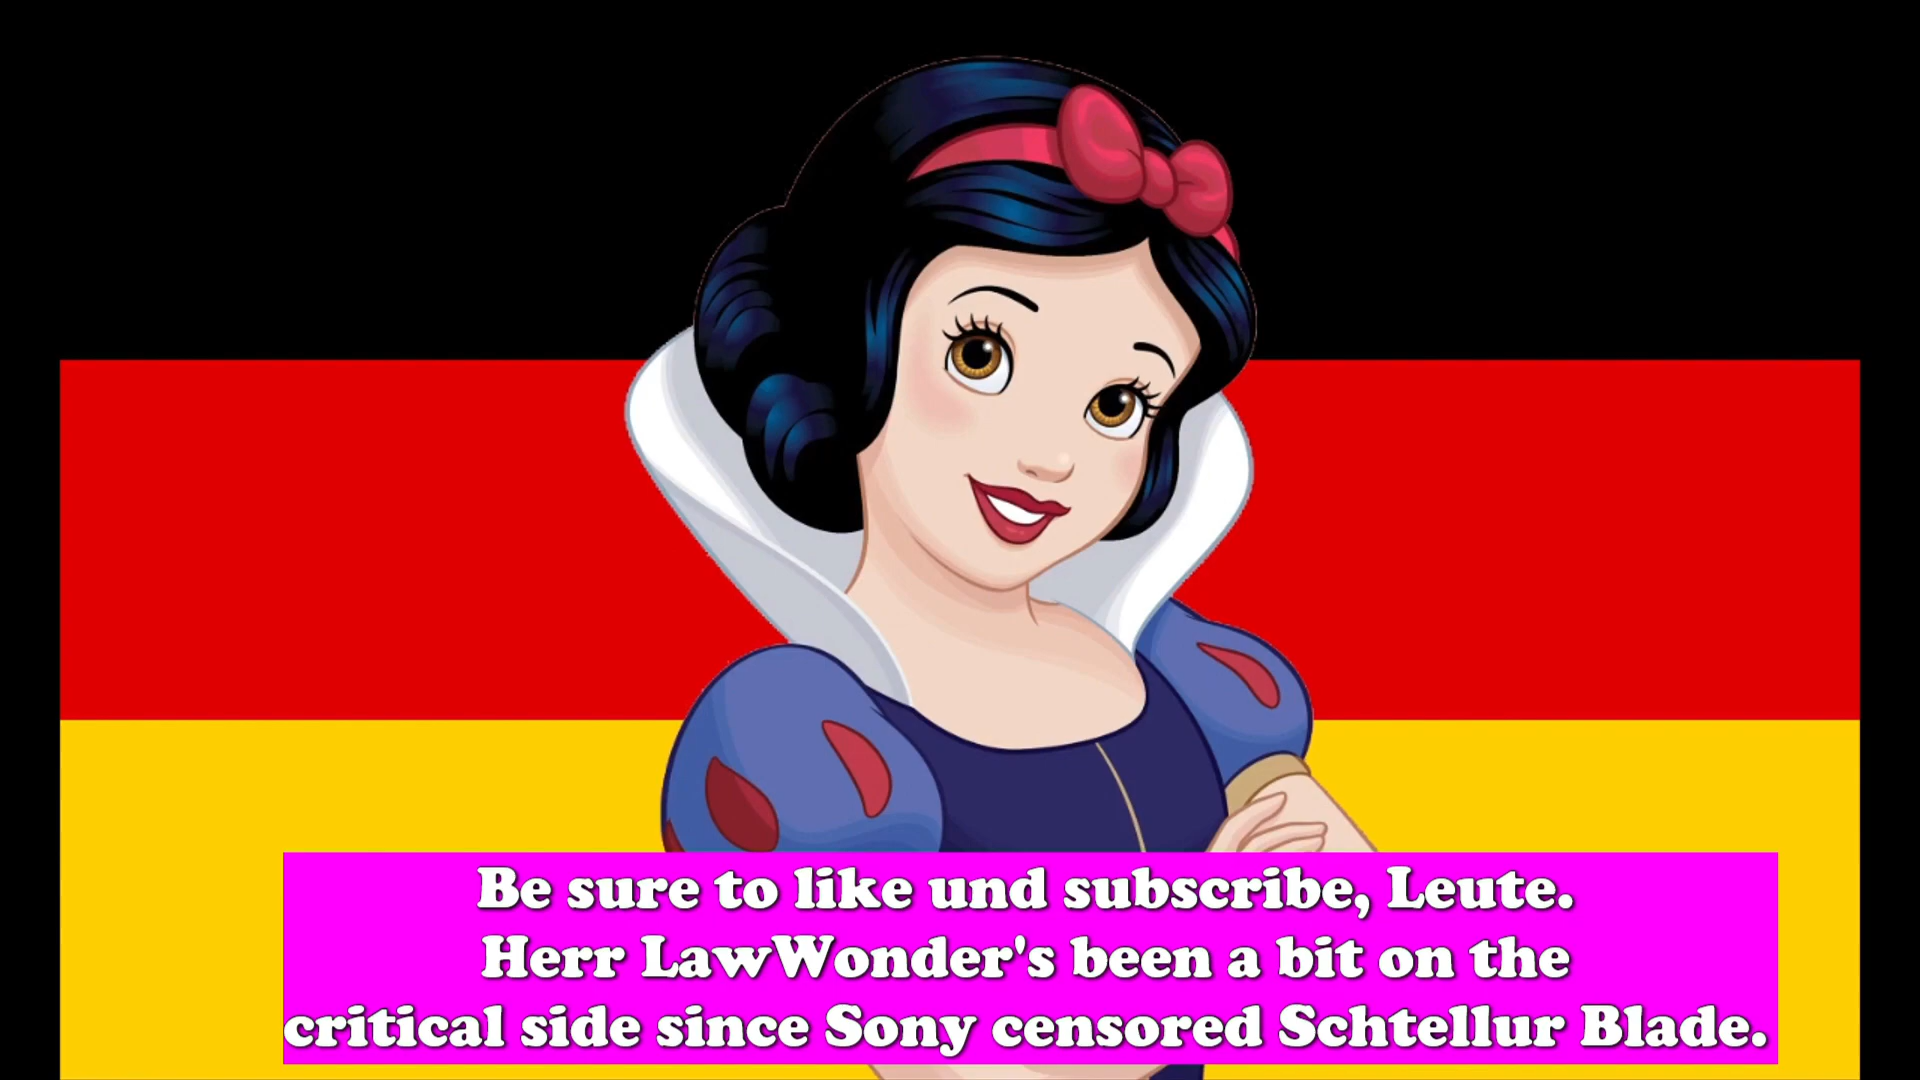 Be sure to like und subscribe, Leute.
Herr LawWonder's been a bit on the
critical side since Sony censored Schtellur Blade.